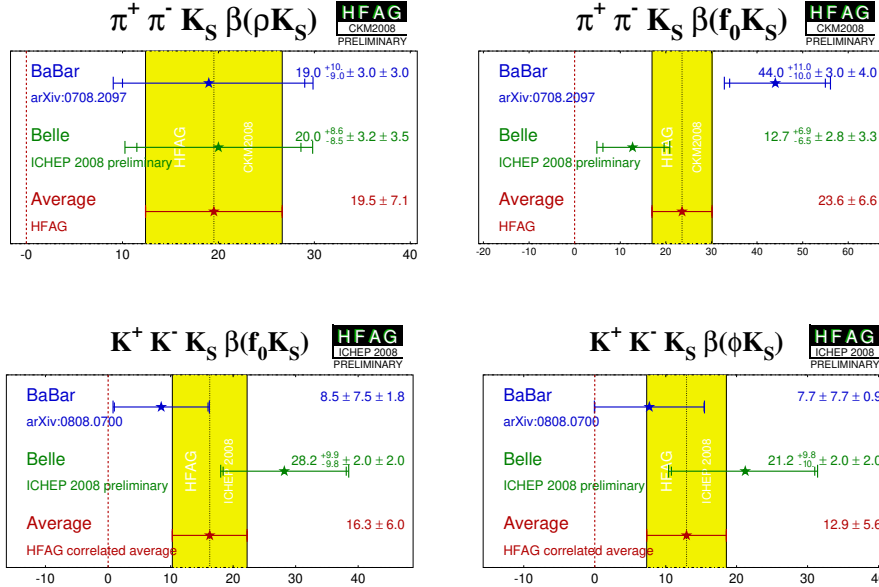 π+ π- K_S β(ρK_S)
HFAG
CKM2008
PRELIMINARY
BaBar
arXiv:0708.2097
19.0 +10. -9.0 ± 3.0 ± 3.0
Belle
ICHEP 2008 preliminary
20.0 +8.6 -8.5 ± 3.2 ± 3.5
HFAG
CKM2008
Average
HFAG
19.5 ± 7.1
-0 10 20 30 40
π+ π- K_S β(f_0K_S)
HFAG
CKM2008
PRELIMINARY
BaBar
arXiv:0708.2097
44.0 +11.0 -10.0 ± 3.0 ± 4.0
Belle
ICHEP 2008 preliminary
12.7 +6.9 -6.5 ± 2.8 ± 3.3
HFAG
CKM2008
Average
HFAG
23.6 ± 6.6
-20 -10 0 10 20 30 40 50 60
K+ K- K_S β(f_0K_S)
HFAG
ICHEP 2008
PRELIMINARY
BaBar
arXiv:0808.0700
8.5 ± 7.5 ± 1.8
Belle
ICHEP 2008 preliminary
28.2 +9.9 -9.8 ± 2.0 ± 2.0
HFAG
ICHEP 2008
Average
HFAG correlated average
16.3 ± 6.0
-10 0 10 20 30 40
K+ K- K_S β(ϕK_S)
HFAG
ICHEP 2008
PRELIMINARY
BaBar
arXiv:0808.0700
7.7 ± 7.7 ± 0.9
Belle
ICHEP 2008 preliminary
21.2 +9.8 -10 ± 2.0 ± 2.0
HFAG
ICHEP 2008
Average
HFAG correlated average
12.9 ± 5.6
-10 0 10 20 30 40